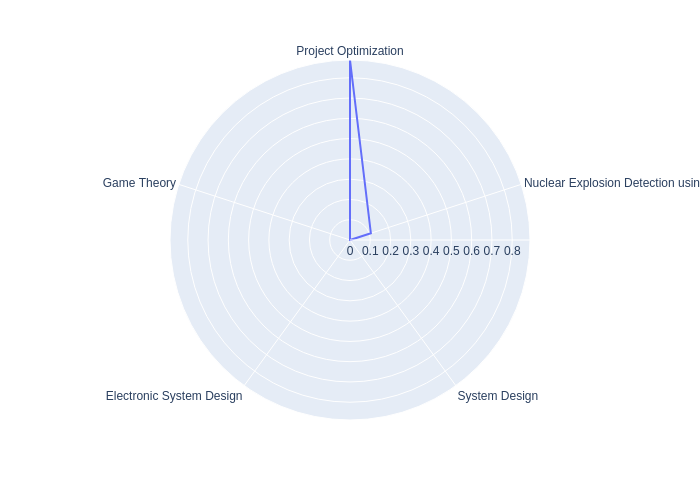 Project Optimization
Game Theory
Nuclear Explosion Detection usin
0 0.1 0.2 0.3 0.4 0.5 0.6 0.7 0.8
Electronic System Design
System Design